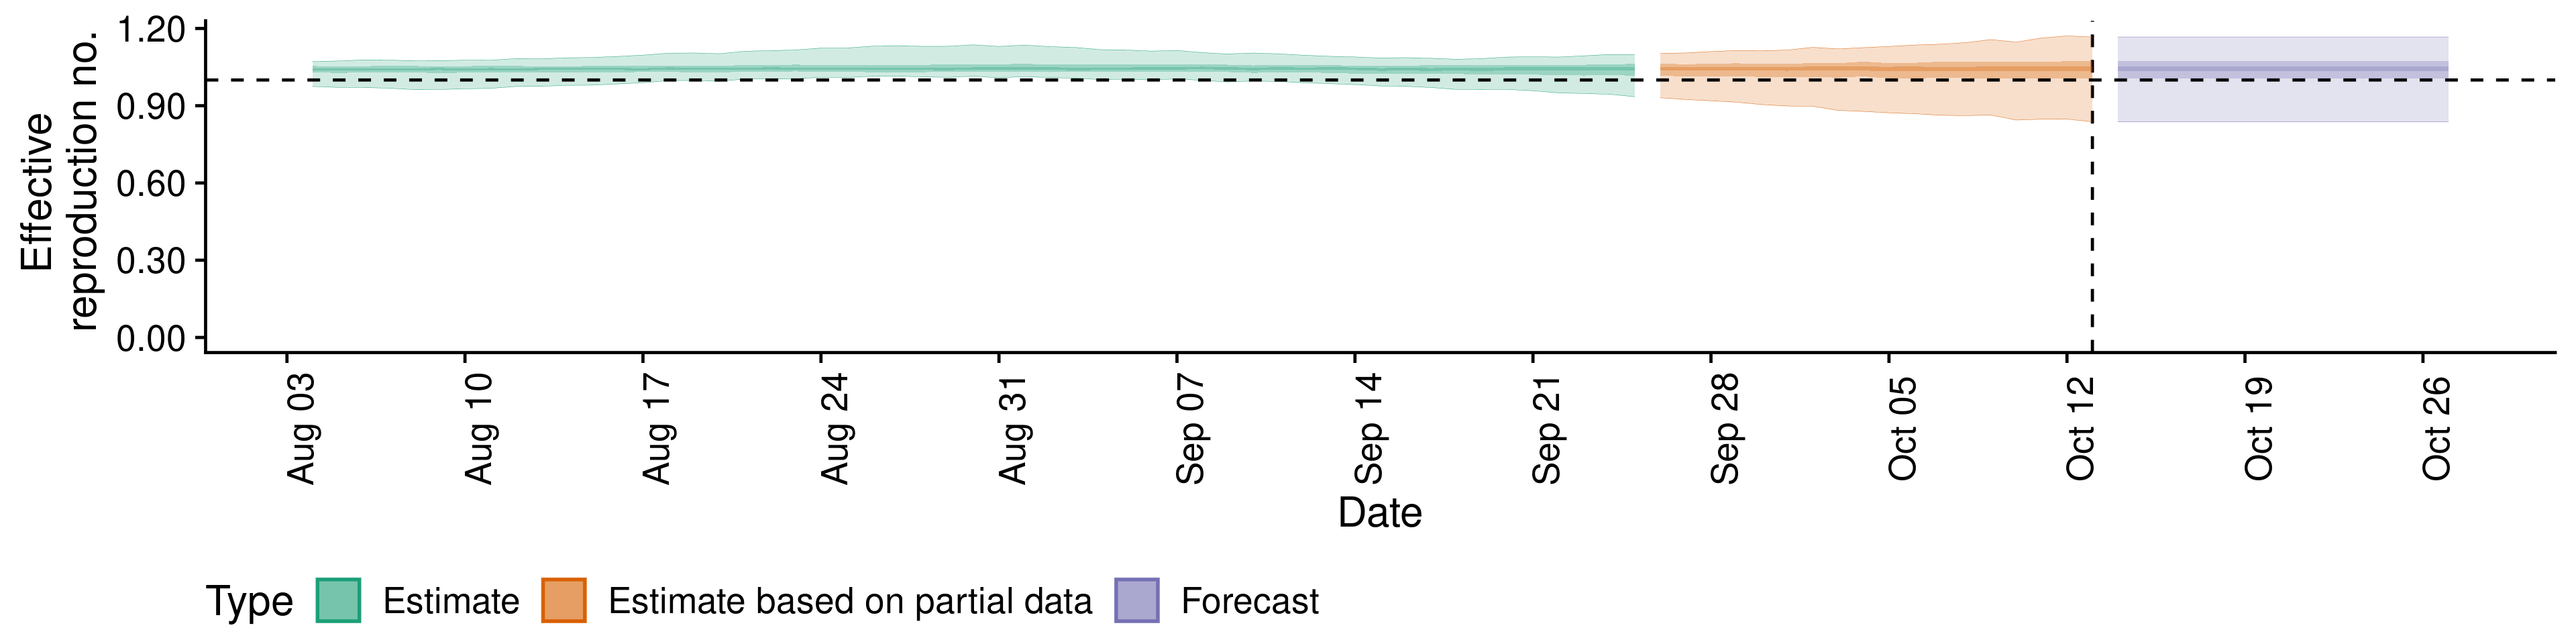 Effective
reproduction no.
1.20
0.90
0.60
0.30
0.00
Aug 03
Aug 10
Aug 17
Aug 24
Aug 31
Sep 07
Sep 14
Sep 21
Sep 28
Oct 05
Oct 12
Oct 19
Oct 26
Date
Type Estimate Estimate based on partial data Forecast